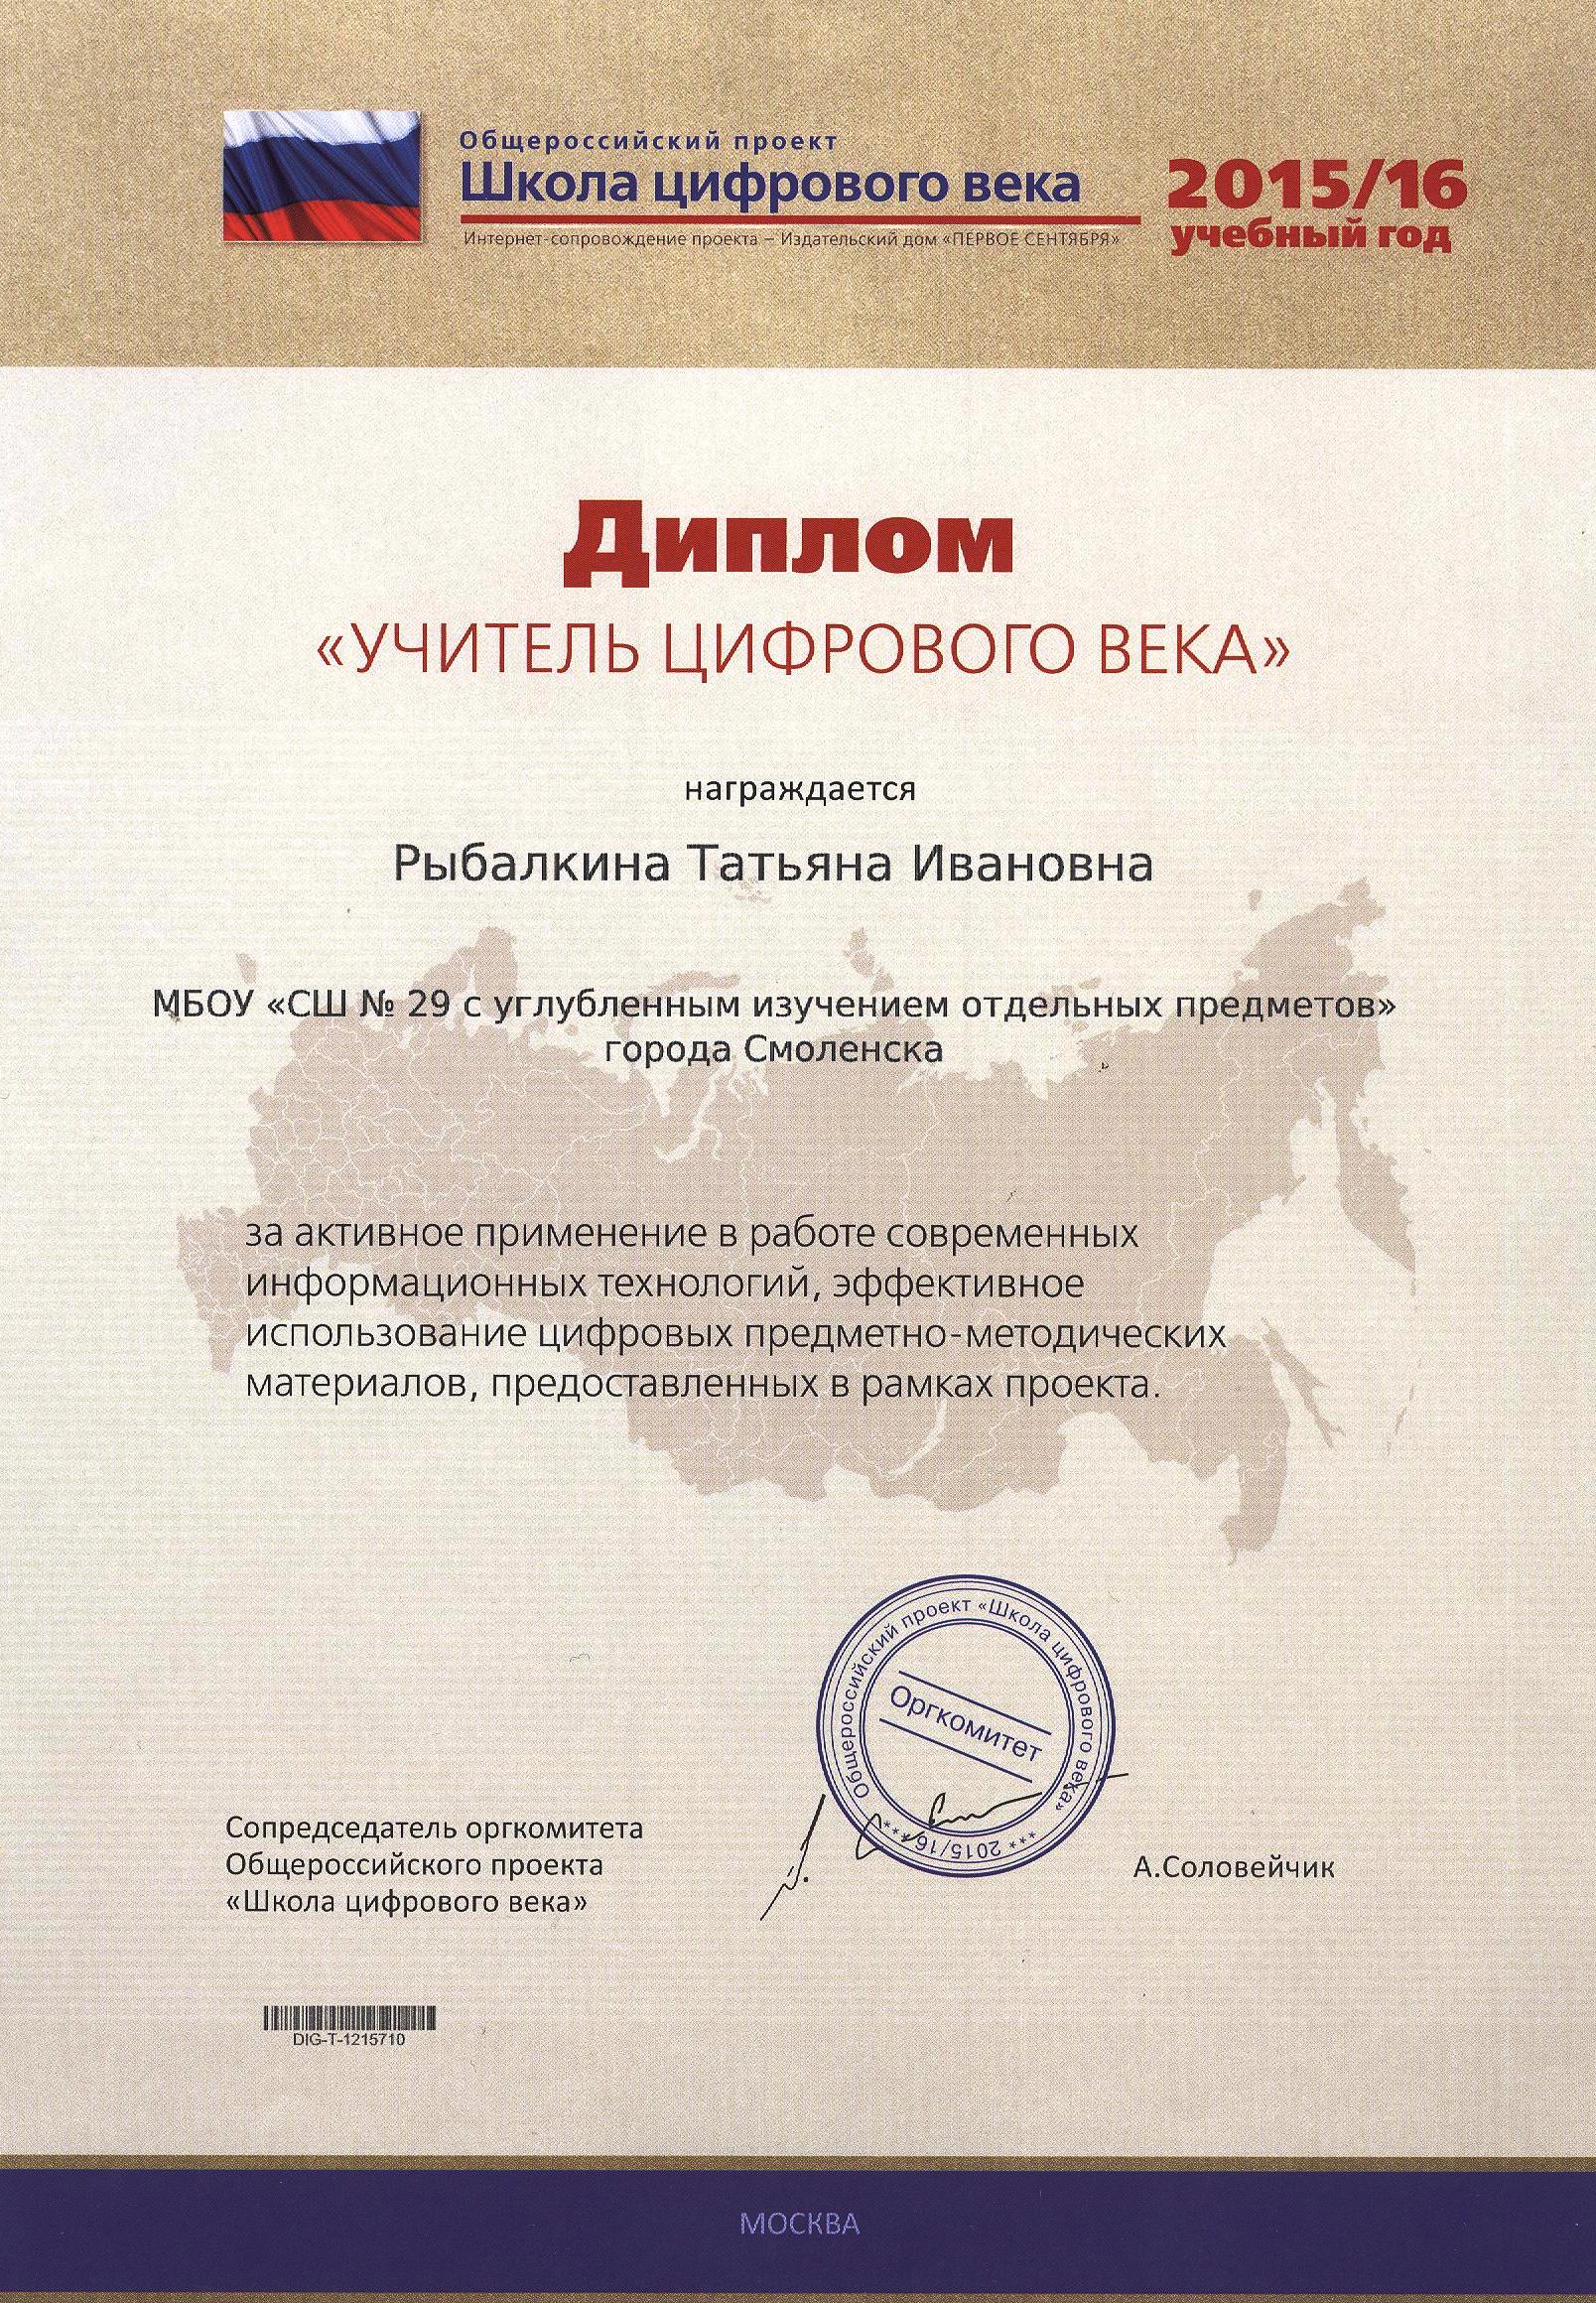 Общероссийский проект
Школа цифрового века
Интернет-сопровождение проекта – Издательский дом «ПЕРВОЕ СЕНТЯБРЯ»
2015/16
учебный год
Диплом
«УЧИТЕЛЬ ЦИФРОВОГО ВЕКА»
награждается
Рыбалкина Татьяна Ивановна
МБОУ «СШ № 29 с углубленным изучением отдельных предметов»
города Смоленска
за активное применение в работе современных
информационных технологий, эффективное
использование цифровых предметно-методических
материалов, предоставленных в рамках проекта.
Общероссийский проект «Школа цифрового века»
*** 2015/16 ***
Оргкомитет
Сопредседатель оргкомитета
Общероссийского проекта
«Школа цифрового века»
А.Соловейчик
DIG-T-1215710
МОСКВА